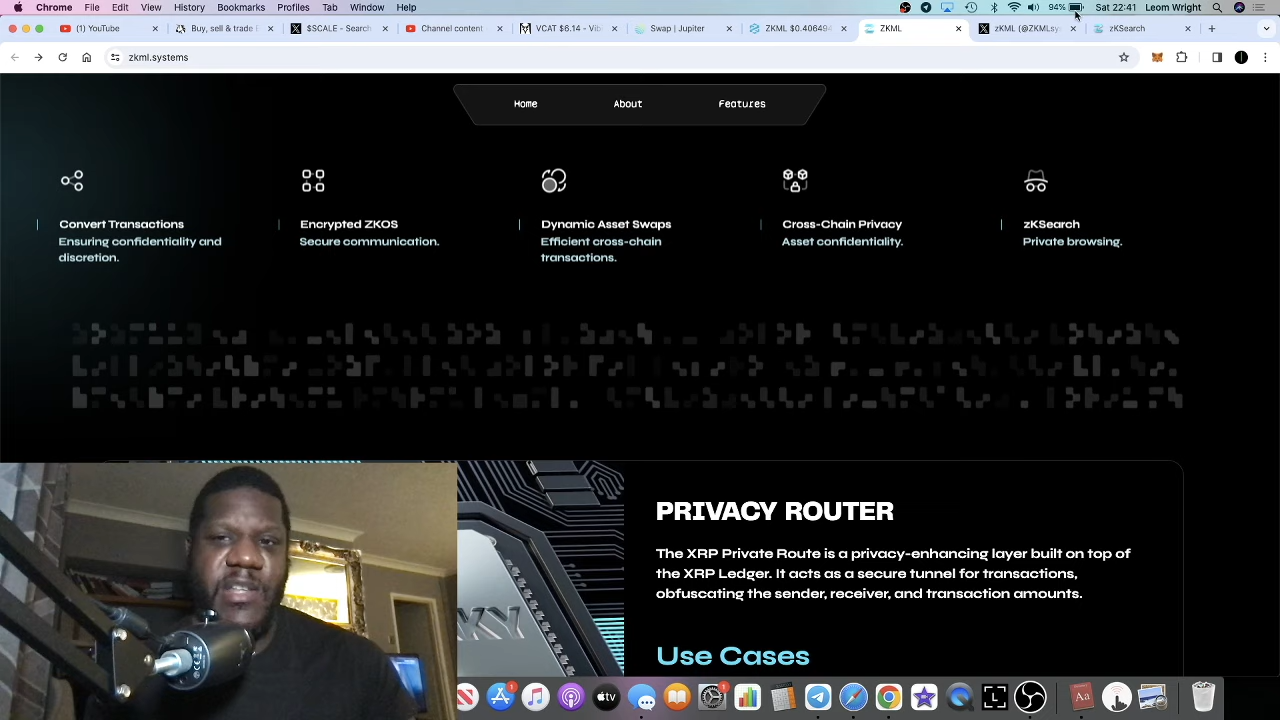 Chrome File Edit View History Bookmarks Profiles Tab Window Help 94% Sat 22:41 Leom Wright
(1) YouTube Buy, sell & trade E $SCALE - Search Channel content VCAT $6.14 - Video Swap | Jupiter ZKML $0.406494 ZKML zKML (@ZKMLsy zKSearch
zkml.systems
Home About Features
Convert Transactions
Ensuring confidentiality and
discretion.
Encrypted ZKOS
Secure communication.
Dynamic Asset Swaps
Efficient cross-chain
transactions.
Cross-Chain Privacy
Asset confidentiality.
zKSearch
Private browsing.
PRIVACY ROUTER
The XRP Private Route is a privacy-enhancing layer built on top of
the XRP Ledger. It acts as a secure tunnel for transactions,
obfuscating the sender, receiver, and transaction amounts.
Use Cases
tv
Aa